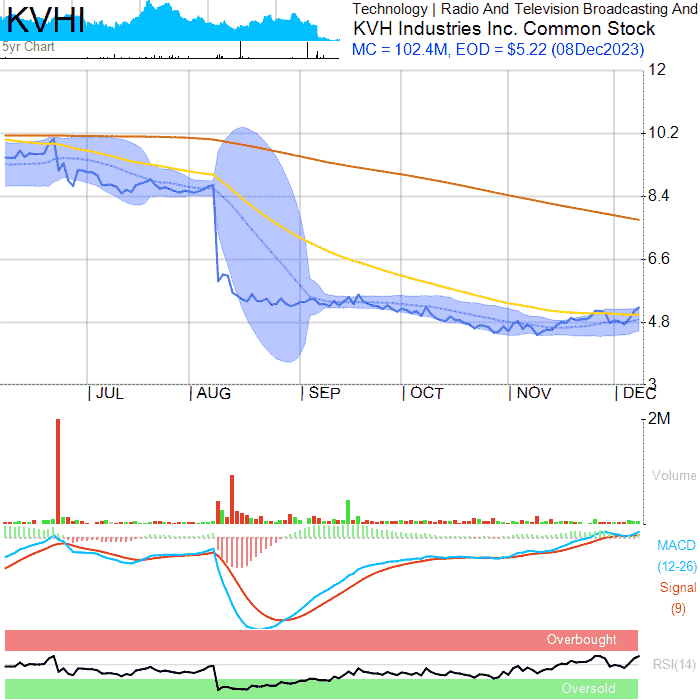 KVHI
5yr Chart
Technology | Radio And Television Broadcasting And
KVH Industries Inc. Common Stock
MC = 102.4M, EOD = $5.22 (08Dec2023)
12
10.2
8.4
6.6
4.8
3
JUL AUG SEP OCT NOV DEC
2M
Volume
MACD
(12-26)
Signal
(9)
Overbought
RSI(14)
Oversold